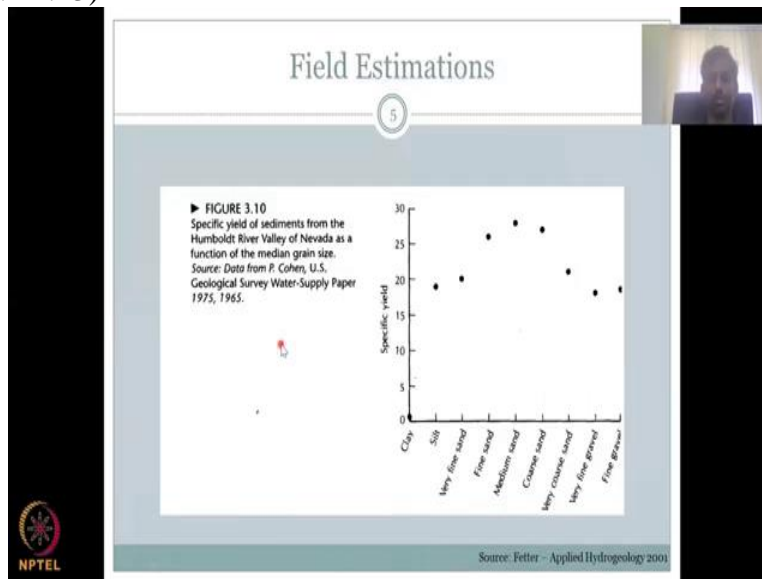 Field Estimations
5
► FIGURE 3.10
Specific yield of sediments from the
Humboldt River Valley of Nevada as a
function of the median grain size.
Source: Data from P. Cohen, U.S.
Geological Survey Water-Supply Paper
1975, 1965.
30
25
20
15
10
5
0
Specific yield
Clay
Silt
Very fine sand
Fine sand
Medium sand
Coarse sand
Very coarse sand
Very fine gravel
Fine gravel
NPTEL
Source: Fetter – Applied Hydrogeology 2001